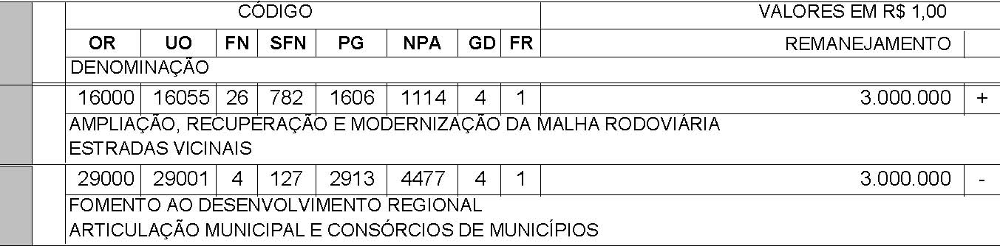 CÓDIGO VALORES EM R$ 1,00
OR UO FN SFN PG NPA GD FR REMANEJAMENTO
DENOMINAÇÃO
16000 16055 26 782 1606 1114 4 1 3.000.000 +
AMPLIAÇÃO, RECUPERAÇÃO E MODERNIZAÇÃO DA MALHA RODOVIÁRIA
ESTRADAS VICINAIS
29000 29001 4 127 2913 4477 4 1 3.000.000 -
FOMENTO AO DESENVOLVIMENTO REGIONAL
ARTICULAÇÃO MUNICIPAL E CONSÓRCIOS DE MUNICÍPIOS